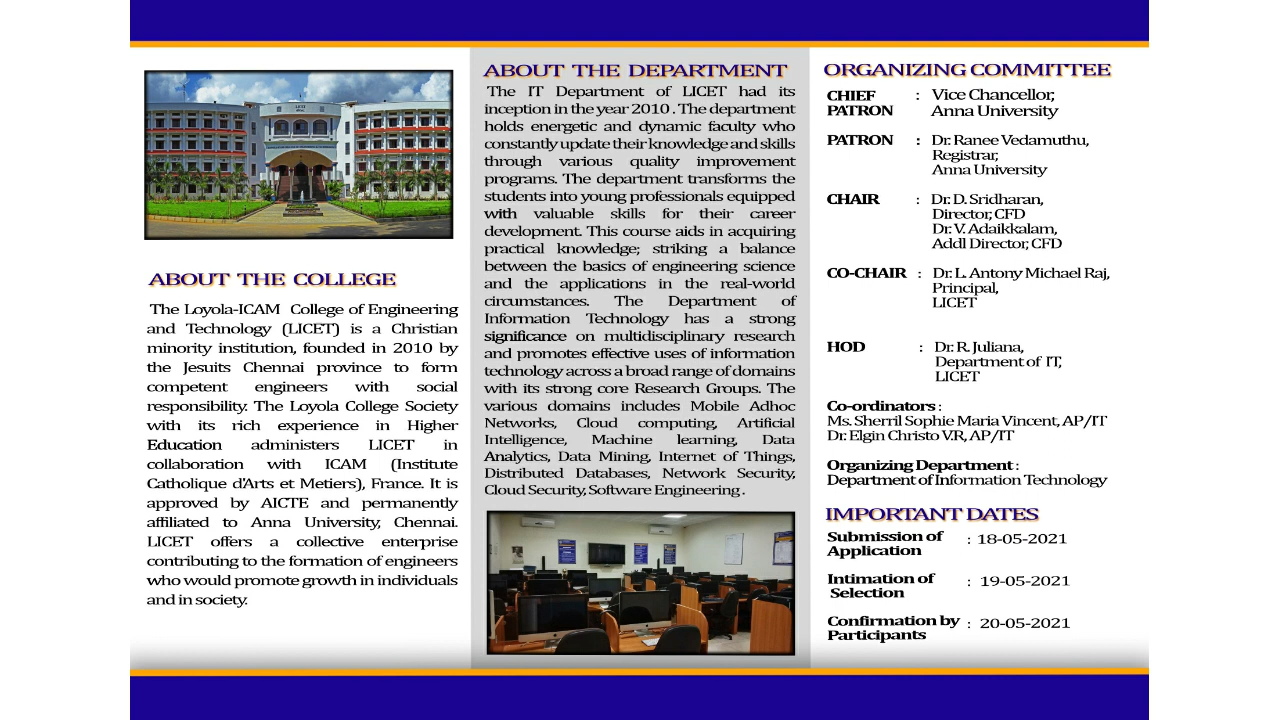 ABOUT THE COLLEGE
The Loyola-ICAM College of Engineering
and Technology (LICET) is a Christian
minority institution, founded in 2010 by
the Jesuits Chennai province to form
competent engineers with social
responsibility. The Loyola College Society
with its rich experience in Higher
Education administers LICET in
collaboration with ICAM (Institute
Catholique d'Arts et Metiers), France. It is
approved by AICTE and permanently
affiliated to Anna University, Chennai.
LICET offers a collective enterprise
contributing to the formation of engineers
who would promote growth in individuals
and in society.
ABOUT THE DEPARTMENT
The IT Department of LICET had its
inception in the year 2010 . The department
holds energetic and dynamic faculty who
constantly update their knowledge and skills
through various quality improvement
programs. The department transforms the
students into young professionals equipped
with valuable skills for their career
development. This course aids in acquiring
practical knowledge; striking a balance
between the basics of engineering science
and the applications in the real-world
circumstances. The Department of
Information Technology has a strong
significance on multidisciplinary research
and promotes effective uses of information
technology across a broad range of domains
with its strong core Research Groups. The
various domains includes Mobile Adhoc
Networks, Cloud computing, Artificial
Intelligence, Machine learning, Data
Analytics, Data Mining, Internet of Things,
Distributed Databases, Network Security,
Cloud Security, Software Engineering .
ORGANIZING COMMITTEE
CHIEF PATRON : Vice Chancellor,
Anna University
PATRON : Dr. Ranee Vedamuthu,
Registrar,
Anna University
CHAIR : Dr. D. Sridharan,
Director, CFD
Dr. V. Adaikkalam,
Addl Director, CFD
CO-CHAIR : Dr. L. Antony Michael Raj,
Principal,
LICET
HOD : Dr. R. Juliana,
Department of IT,
LICET
Co-ordinators :
Ms. Sherril Sophie Maria Vincent, AP/IT
Dr. Elgin Christo V.R, AP/IT
Organizing Department :
Department of Information Technology
IMPORTANT DATES
Submission of
Application : 18-05-2021
Intimation of
Selection : 19-05-2021
Confirmation by
Participants : 20-05-2021